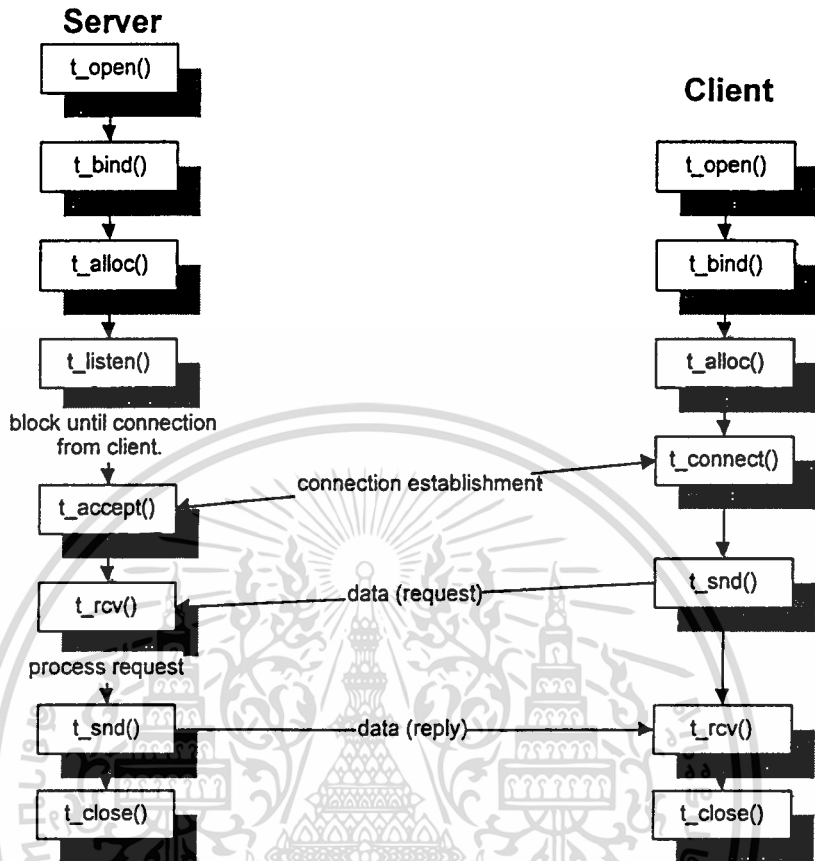 Server
t_open()
t_bind()
t_alloc()
t_listen()
block until connection
from client.
t_accept()
t_rcv()
process request
t_snd()
t_close()
Client
t_open()
t_bind()
t_alloc()
t_connect()
t_snd()
t_rcv()
t_close()
connection establishment
data (request)
data (reply)